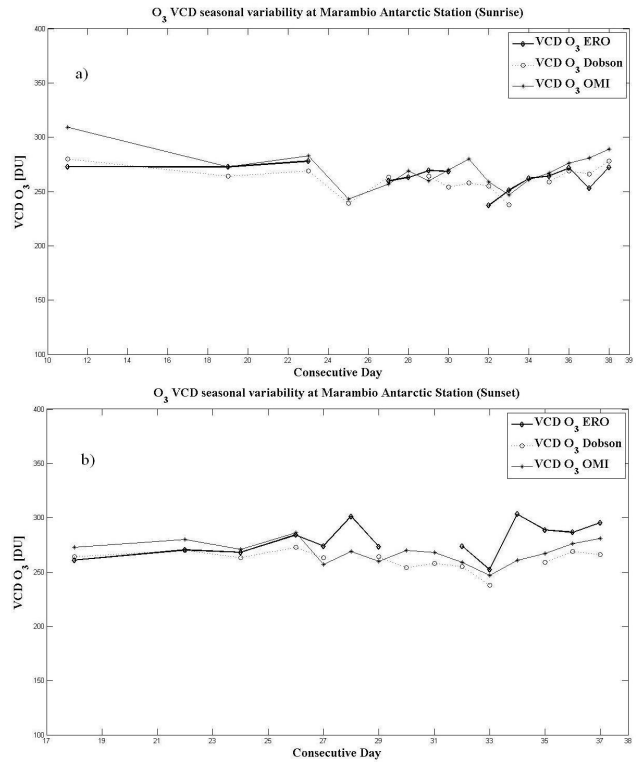 O3 VCD seasonal variability at Marambio Antarctic Station (Sunrise)
400
350
300
250
200
150
100
VCD O3 [DU]
a)
VCD O3 ERO
VCD O3 Dobson
VCD O3 OMI
10 12 14 16 18 20 22 24 26 28 30 32 34 36 38 39
Consecutive Day
O3 VCD seasonal variability at Marambio Antarctic Station (Sunset)
400
350
300
250
200
150
100
VCD O3 [DU]
b)
VCD O3 ERO
VCD O3 Dobson
VCD O3 OMI
17 19 21 23 25 27 29 31 33 35 37 38
Consecutive Day